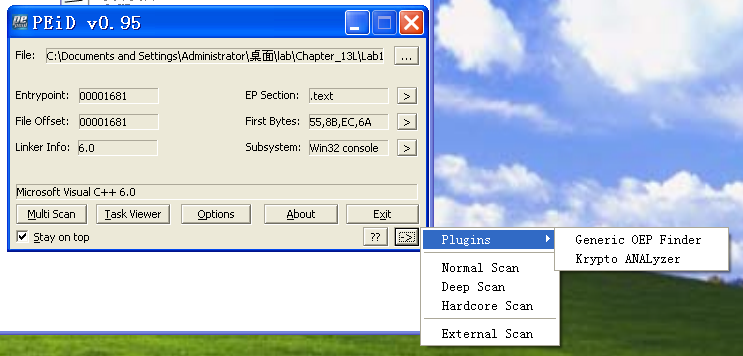 PEiD v0.95
File: C:\Documents and Settings\Administrator\桌面\lab\Chapter_13L\Lab1 ...
Entrypoint: 00001681 EP Section: .text >
File Offset: 00001681 First Bytes: 55,8B,EC,6A >
Linker Info: 6.0 Subsystem: Win32 console >
Microsoft Visual C++ 6.0
Multi Scan Task Viewer Options About Exit
Stay on top ?? ->
Plugins
Normal Scan
Deep Scan
Hardcore Scan
External Scan
Generic OEP Finder
Krypto ANALyzer